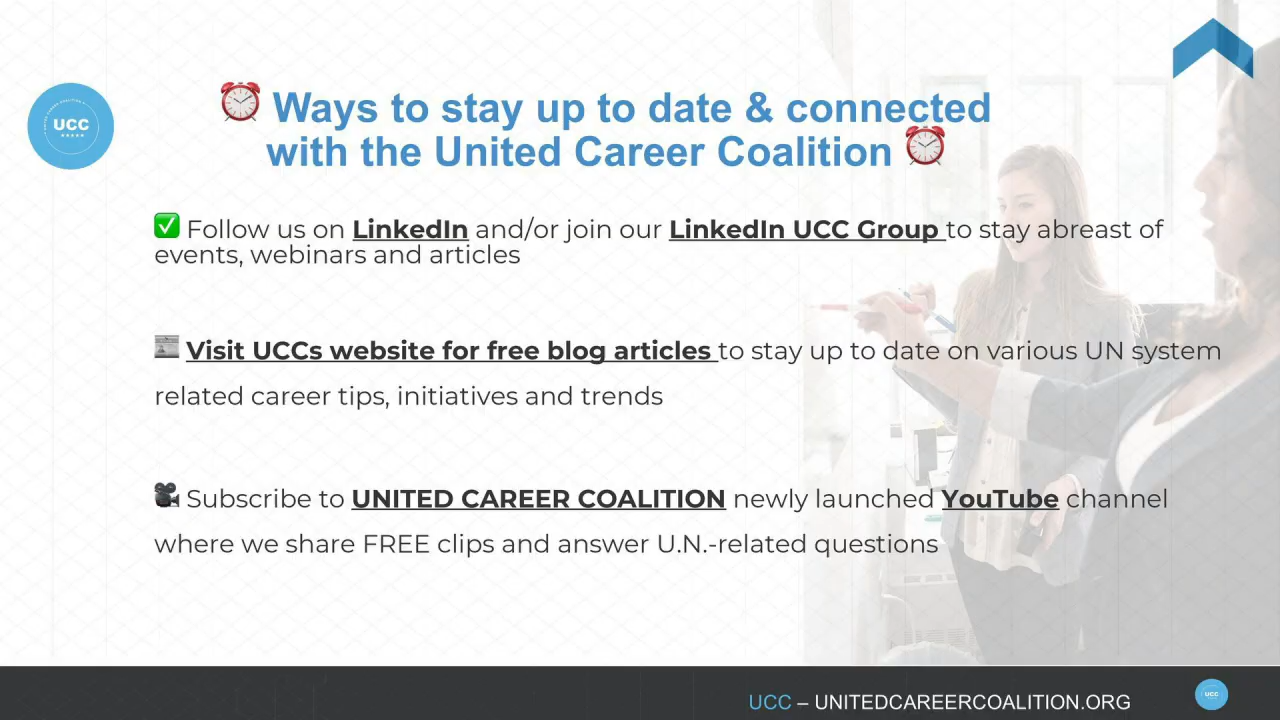 UCC
⏰ Ways to stay up to date & connected
with the United Career Coalition ⏰
✅ Follow us on LinkedIn and/or join our LinkedIn UCC Group to stay abreast of
events, webinars and articles
📰 Visit UCCs website for free blog articles to stay up to date on various UN system
related career tips, initiatives and trends
🎥 Subscribe to UNITED CAREER COALITION newly launched YouTube channel
where we share FREE clips and answer U.N.-related questions
UCC – UNITEDCAREERCOALITION.ORG
UCC